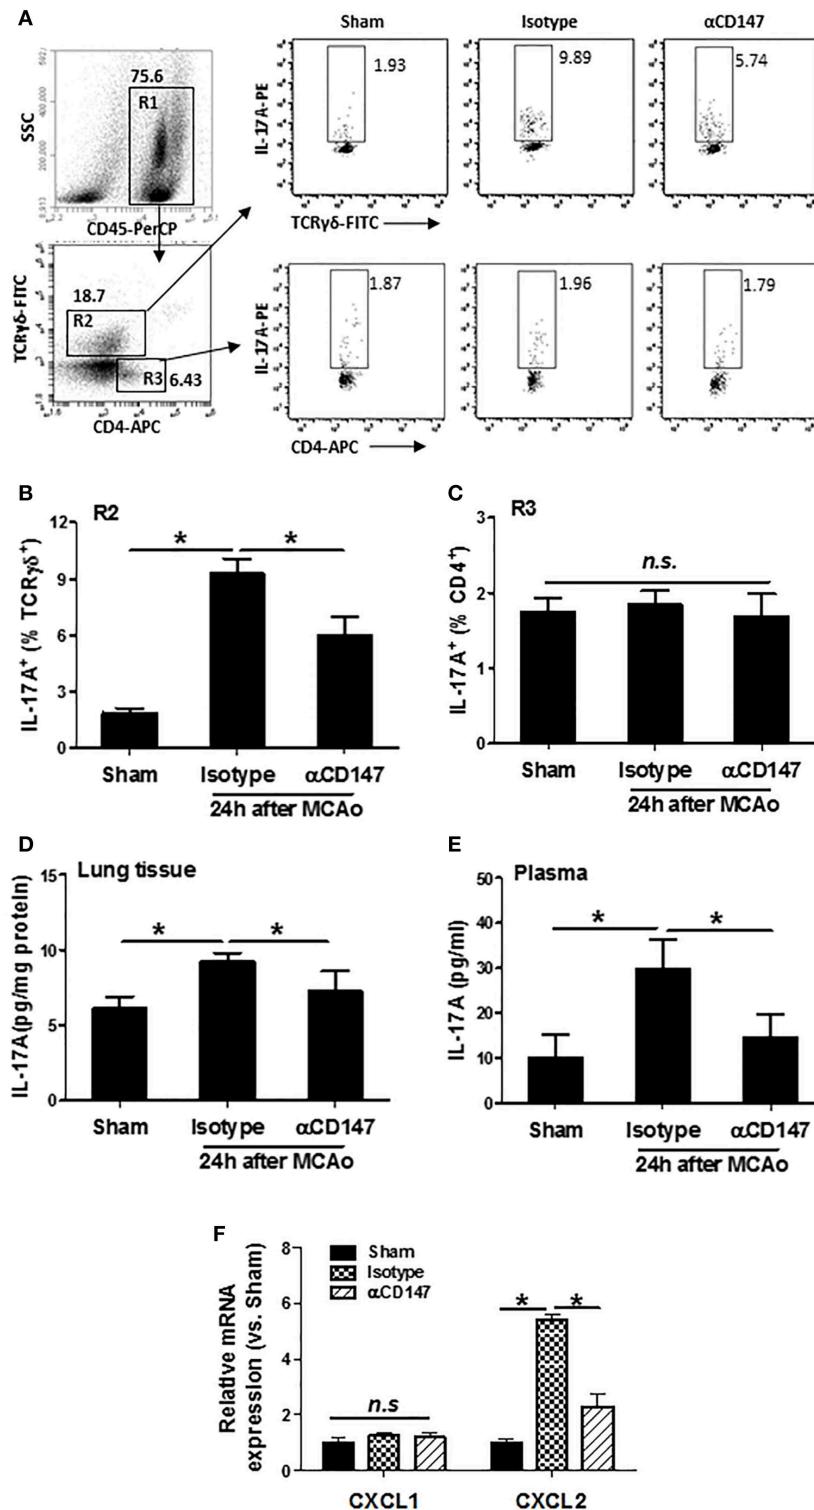 A
Sham
Isotype
αCD147
75.6
R1
SSC
CD45-PerCP
1.93
9.89
5.74
IL-17A-PE
TCRγδ-FITC
18.7
R2
R3
6.43
TCRγδ-FITC
CD4-APC
1.87
1.96
1.79
IL-17A-PE
CD4-APC
B
R2
IL-17A⁺ (% TCRγδ⁺)
12
9
6
3
0
*
*
Sham
Isotype
αCD147
24h after MCAo
C
R3
IL-17A⁺ (% CD4⁺)
3
2
1
0
n.s.
Sham
Isotype
αCD147
24h after MCAo
D
Lung tissue
IL-17A(pg/mg protein)
15
10
5
0
*
*
Sham
Isotype
αCD147
24h after MCAo
E
Plasma
IL-17A (pg/ml)
50
40
30
20
10
0
*
*
Sham
Isotype
αCD147
24h after MCAo
F
Relative mRNA
expression (vs. Sham)
8
6
4
2
0
Sham
Isotype
αCD147
n.s
*
*
CXCL1
CXCL2